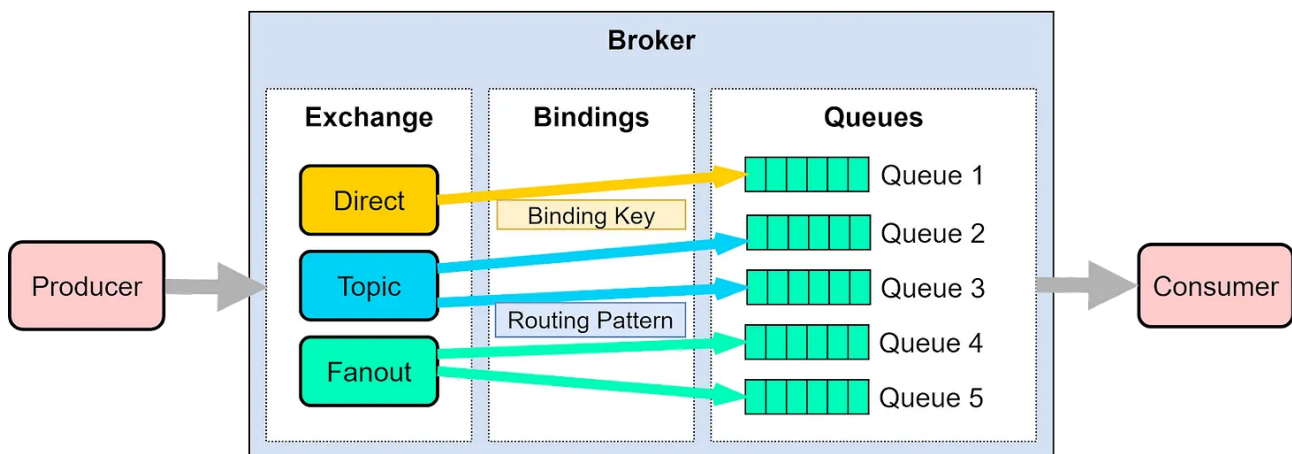 Broker
Exchange
Bindings
Queues
Direct
Binding Key
Queue 1
Producer
Topic
Queue 2
Queue 3
Consumer
Routing Pattern
Fanout
Queue 4
Queue 5